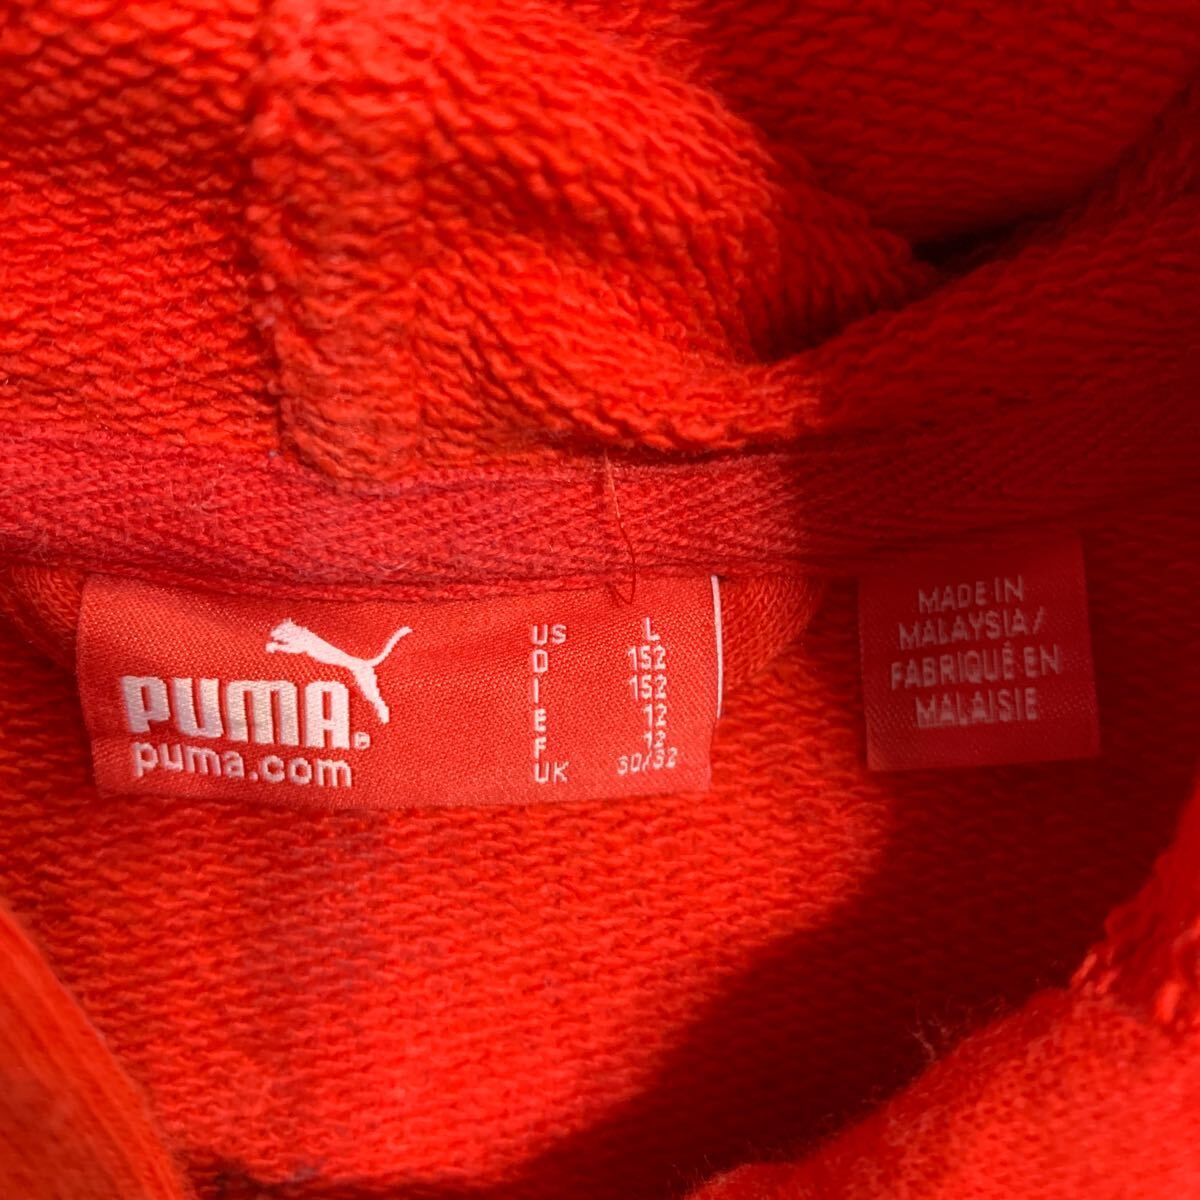 PUMA®
puma.com
US L
D 152
I 152
E 12
F 12
UK 30/32
MADE IN
MALAYSIA/
FABRIQUÉ EN
MALAISIE